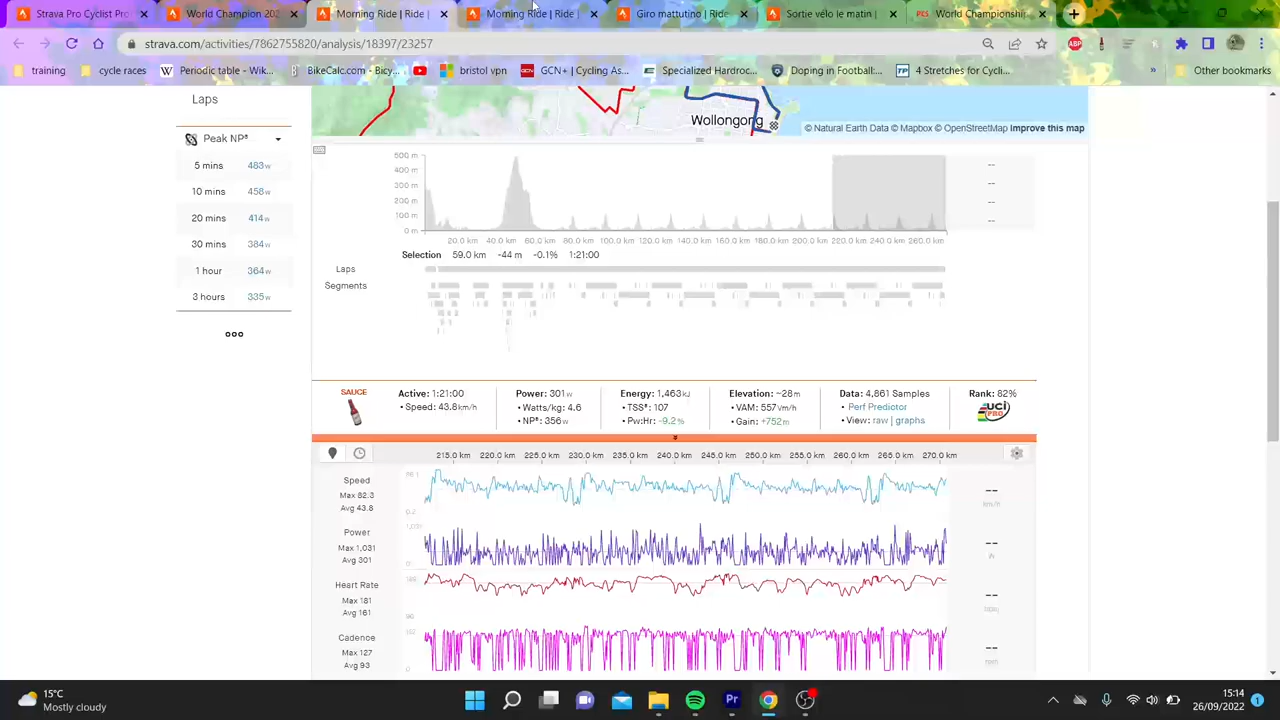 Strava Pro Cyclist Pro
World Champion 202
Morning Ride | Ride |
Morning Ride | Ride |
Giro mattutino | Ride
Sortie vélo le matin |
World Championship
strava.com/activities/7862755820/analysis/18397/23257
training
cycle races
Periodic table - Wik...
BikeCalc.com - Bicy...
bristol vpn
GCN+ | Cycling As...
Specialized Hardroc...
Doping in Football:...
4 Stretches for Cycli...
»
Other bookmarks
Laps
Wollongong
© Natural Earth Data © Mapbox © OpenStreetMap Improve this map
Peak NP®
5 mins 483w
10 mins 458w
20 mins 414w
30 mins 384w
1 hour 364w
3 hours 335w
500 m
400 m
300 m
200 m
100 m
0 m
--
--
--
--
20.0 km 40.0 km 60.0 km 80.0 km 100.0 km 120.0 km 140.0 km 160.0 km 180.0 km 200.0 km 220.0 km 240.0 km 260.0 km
Selection 59.0 km -44 m -0.1% 1:21:00
Laps
Segments
SAUCE
Active: 1:21:00
• Speed: 43.8km/h
Power: 301w
• Watts/kg: 4.6
• NP®: 356w
Energy: 1,463kJ
• TSS®: 107
• Pw:Hr: -9.2%
Elevation: ~28m
• VAM: 557Vm/h
• Gain: +752m
Data: 4,861 Samples
• Perf Predictor
• View: raw | graphs
Rank: 82%
UCI
PRO
215.0 km 220.0 km 225.0 km 230.0 km 235.0 km 240.0 km 245.0 km 250.0 km 255.0 km 260.0 km 265.0 km 270.0 km
Speed
Max 82.3
Avg 43.8
--
km/h
Power
Max 1,031
Avg 301
--
W
Heart Rate
Max 181
Avg 161
--
Cadence
Max 127
Avg 93
--
15°C
Mostly cloudy
15:14
26/09/2022